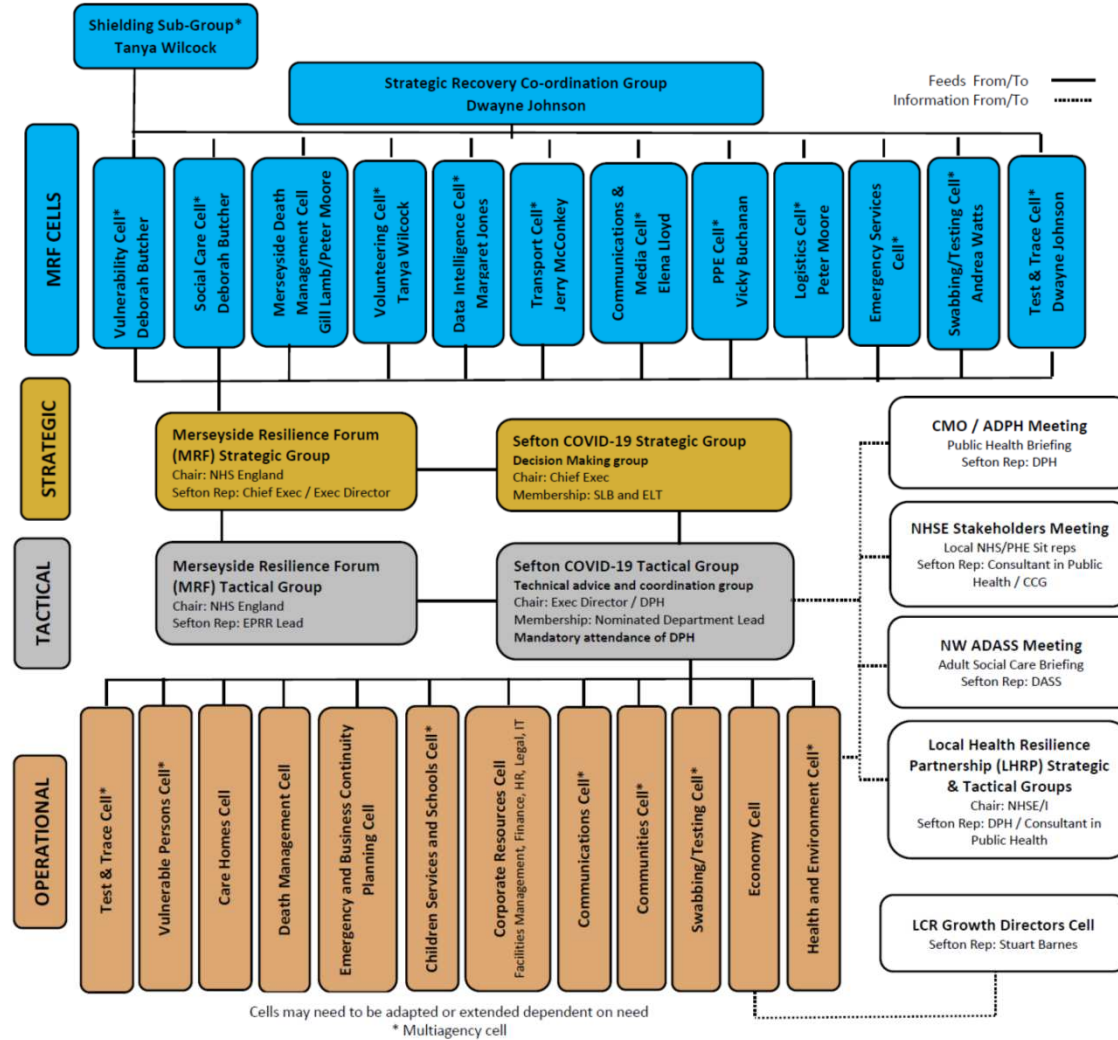 Shielding Sub-Group*
Tanya Wilcock
Strategic Recovery Co-ordination Group
Dwayne Johnson
Feeds From/To
Information From/To
MRF CELLS
Vulnerability Cell*
Deborah Butcher
Social Care Cell*
Deborah Butcher
Merseyside Death
Management Cell
Gill Lamb/Peter Moore
Volunteering Cell*
Tanya Wilcock
Data Intelligence Cell*
Margaret Jones
Transport Cell*
Jerry McConkey
Communications &
Media Cell*
Elena Lloyd
PPE Cell*
Vicky Buchanan
Logistics Cell*
Peter Moore
Emergency Services
Cell*
Swabbing/Testing Cell*
Andrea Watts
Test & Trace Cell*
Dwayne Johnson
STRATEGIC
Merseyside Resilience Forum
(MRF) Strategic Group
Chair: NHS England
Sefton Rep: Chief Exec / Exec Director
Sefton COVID-19 Strategic Group
Decision Making group
Chair: Chief Exec
Membership: SLB and ELT
TACTICAL
Merseyside Resilience Forum
(MRF) Tactical Group
Chair: NHS England
Sefton Rep: EPRR Lead
Sefton COVID-19 Tactical Group
Technical advice and coordination group
Chair: Exec Director / DPH
Membership: Nominated Department Lead
Mandatory attendance of DPH
CMO / ADPH Meeting
Public Health Briefing
Sefton Rep: DPH
NHSE Stakeholders Meeting
Local NHS/PHE Sit reps
Sefton Rep: Consultant in Public
Health / CCG
NW ADASS Meeting
Adult Social Care Briefing
Sefton Rep: DASS
Local Health Resilience
Partnership (LHRP) Strategic
& Tactical Groups
Chair: NHSE/I
Sefton Rep: DPH / Consultant in
Public Health
OPERATIONAL
Test & Trace Cell*
Vulnerable Persons Cell*
Care Homes Cell
Death Management Cell
Emergency and Business Continuity
Planning Cell
Children Services and Schools Cell*
Corporate Resources Cell
Facilities Management, Finance, HR, Legal, IT
Communications Cell*
Communities Cell*
Swabbing/Testing Cell*
Economy Cell
Health and Environment Cell*
LCR Growth Directors Cell
Sefton Rep: Stuart Barnes
Cells may need to be adapted or extended dependent on need
* Multiagency cell